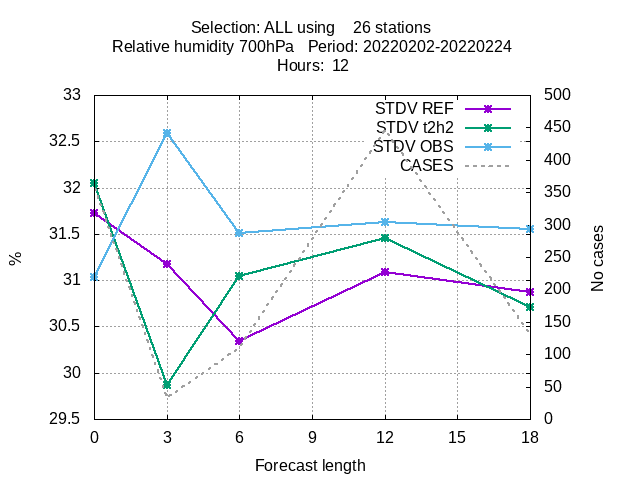 Selection: ALL using    26 stations
Relative humidity 700hPa   Period: 20220202-20220224
Hours:  12
33
32.5
32
31.5
31
30.5
30
29.5
%
500
450
400
350
300
250
200
150
100
50
0
No cases
STDV REF
STDV t2h2
STDV OBS
CASES
0 3 6 9 12 15 18
Forecast length